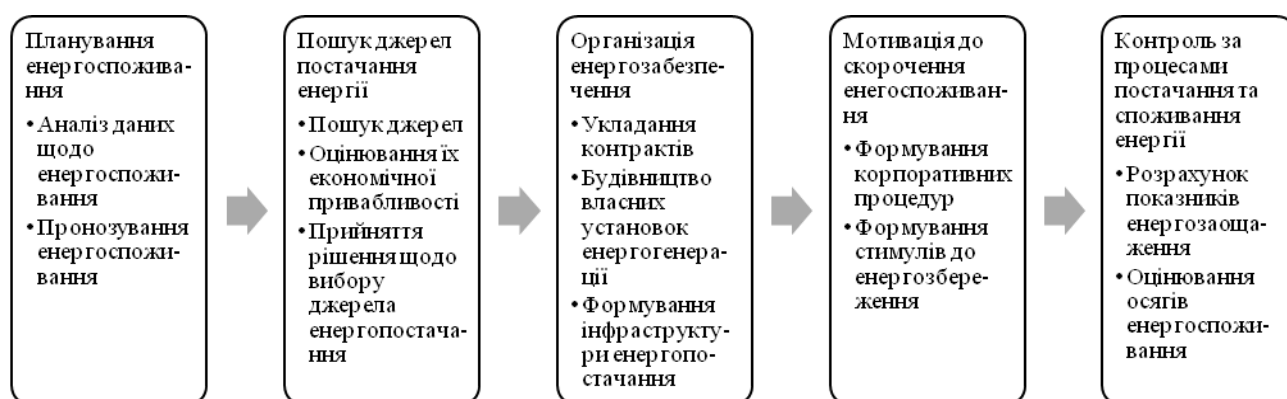 Планування
енергоспожива-
ння
• Аналіз даних
щодо
енергоспожи-
вання
• Пронозування
енергоспожи-
вання
Пошук джерел
постачання
енергії
• Пошук джерел
• Оцінювання їх
економічної
привабливості
• Прийняття
рішення щодо
вибору
джерела
енергопостача-
ння
Організація
енергозабезпе-
чення
• Укладання
контрактів
• Будівництво
власних
установок
енергогенера-
ції
• Формування
інфраструкту-
ри енергопо-
стачання
Мотивація до
скорочення
енегоспоживан-
ня
• Формування
корпоративних
процедур
• Формування
стимулів до
енергозбере-
ження
Контроль за
процесами
постачання та
споживання
енергії
• Розрахунок
показників
енергозаоща-
ження
• Оцінювання
осягів
енергоспожи-
вання